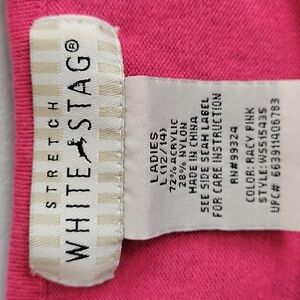 STRETCH
WHITE STAG®
LADIES
L (12/14)
72% ACRYLIC
28% NYLON
MADE IN CHINA
SEE SIDE SEAM LABEL
FOR CARE INSTRUCTION
RN#99324
COLOR: RACY PINK
STYLE: WS515435
UPC# 663911406783